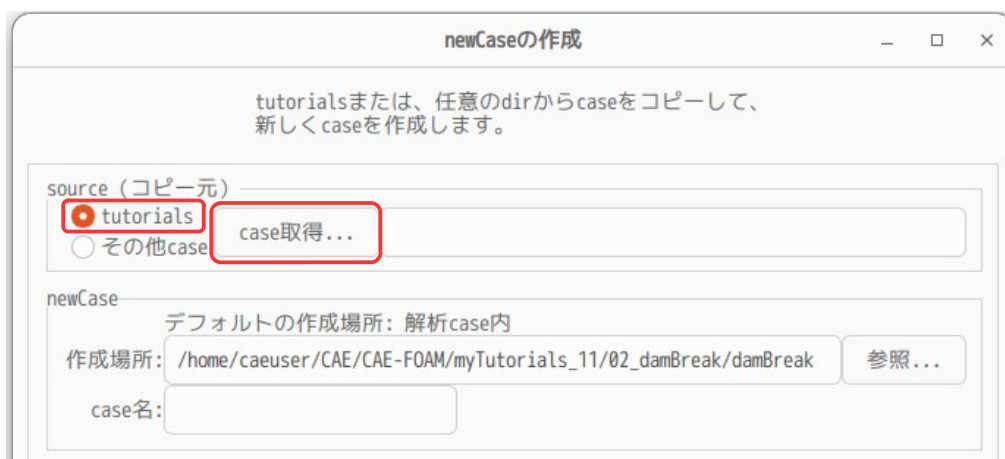 newCaseの作成
tutorialsまたは、任意のdirからcaseをコピーして、
新しくcaseを作成します。
source (コピー元)
tutorials
その他case
case取得...
newCase
デフォルトの作成場所: 解析case内
作成場所: /home/caeuser/CAE/CAE-FOAM/myTutorials_11/02_damBreak/damBreak 参照...
case名: